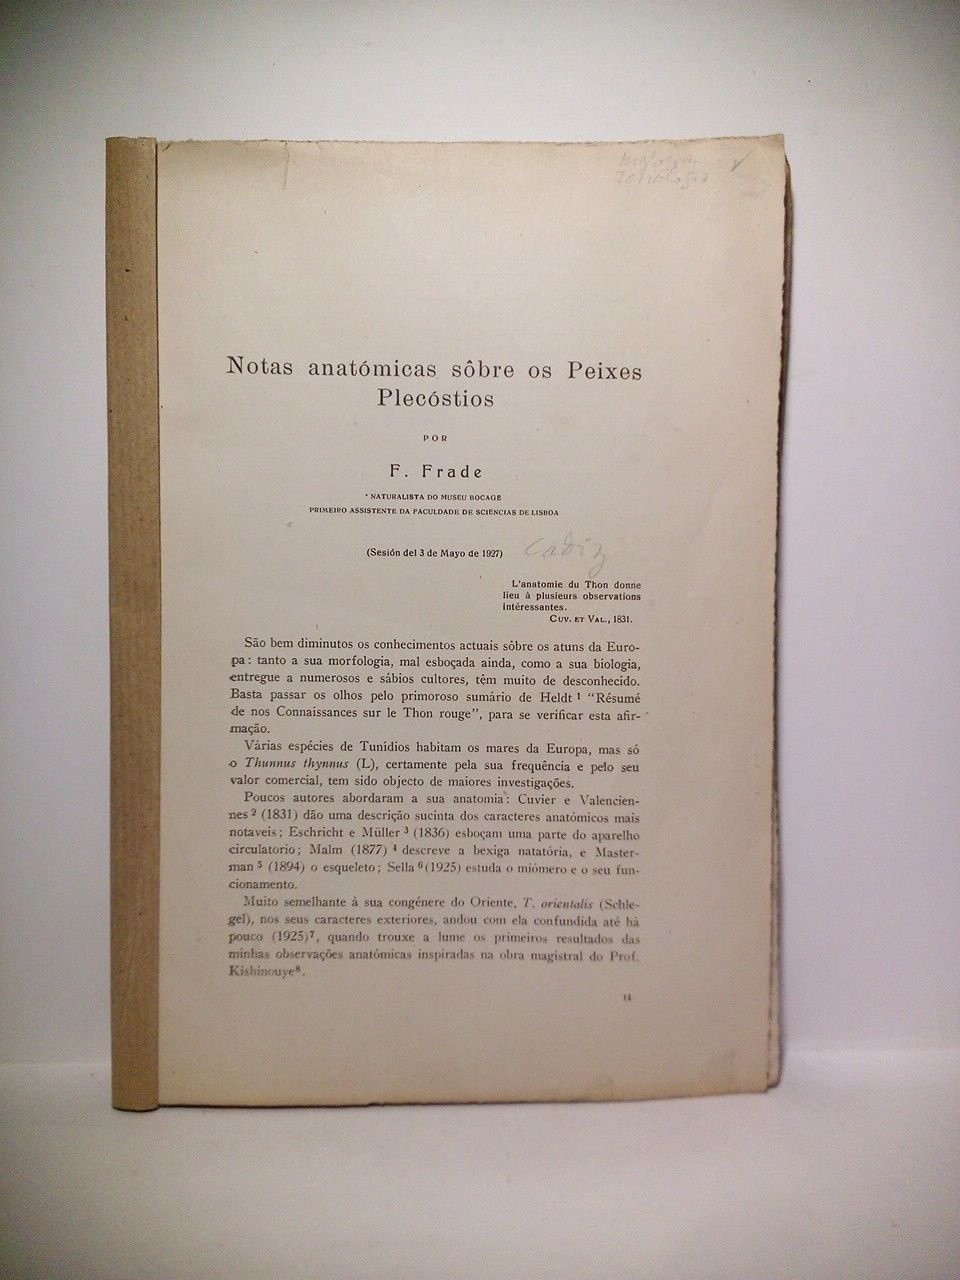 Biología
Ictiología
Notas anatómicas sôbre os Peixes
Plecóstios
POR
F. Frade
NATURALISTA DO MUSEU BOCAGE
PRIMEIRO ASSISTENTE DA FACULDADE DE SCIENCIAS DE LISBOA
(Sesión del 3 de Mayo de 1927) Cadiz
L'anatomie du Thon donne
lieu à plusieurs observations
intéressantes.
CUV. ET VAL., 1831.
São bem diminutos os conhecimentos actuais sôbre os atuns da Euro-
pa: tanto a sua morfologia, mal esboçada ainda, como a sua biologia,
entregue a numerosos e sábios cultores, têm muito de desconhecido.
Basta passar os olhos pelo primoroso sumário de Heldt 1 "Résumé
de nos Connaissances sur le Thon rouge", para se verificar esta afir-
mação.
Várias espécies de Tunídios habitam os mares da Europa, mas só
o Thunnus thynnus (L), certamente pela sua frequência e pelo seu
valor comercial, tem sido objecto de maiores investigações.
Poucos autores abordaram a sua anatomia: Cuvier e Valencien-
nes 2 (1831) dão uma descrição sucinta dos caracteres anatómicos mais
notaveis; Eschricht e Müller 3 (1836) esboçam uma parte do aparelho
circulatorio; Malm (1877) 4 descreve a bexiga natatória, e Master-
man 5 (1894) o esqueleto; Sella 6 (1925) estuda o miómero e o seu fun-
cionamento.
Muito semelhante à sua congénere do Oriente, T. orientalis (Schle-
gel), nos seus caracteres exteriores, andou com ela confundida até há
pouco (1925)7, quando trouxe a lume os primeiros resultados das
minhas observações anatómicas inspiradas na obra magistral do Prof.
Kishinouye8.
14